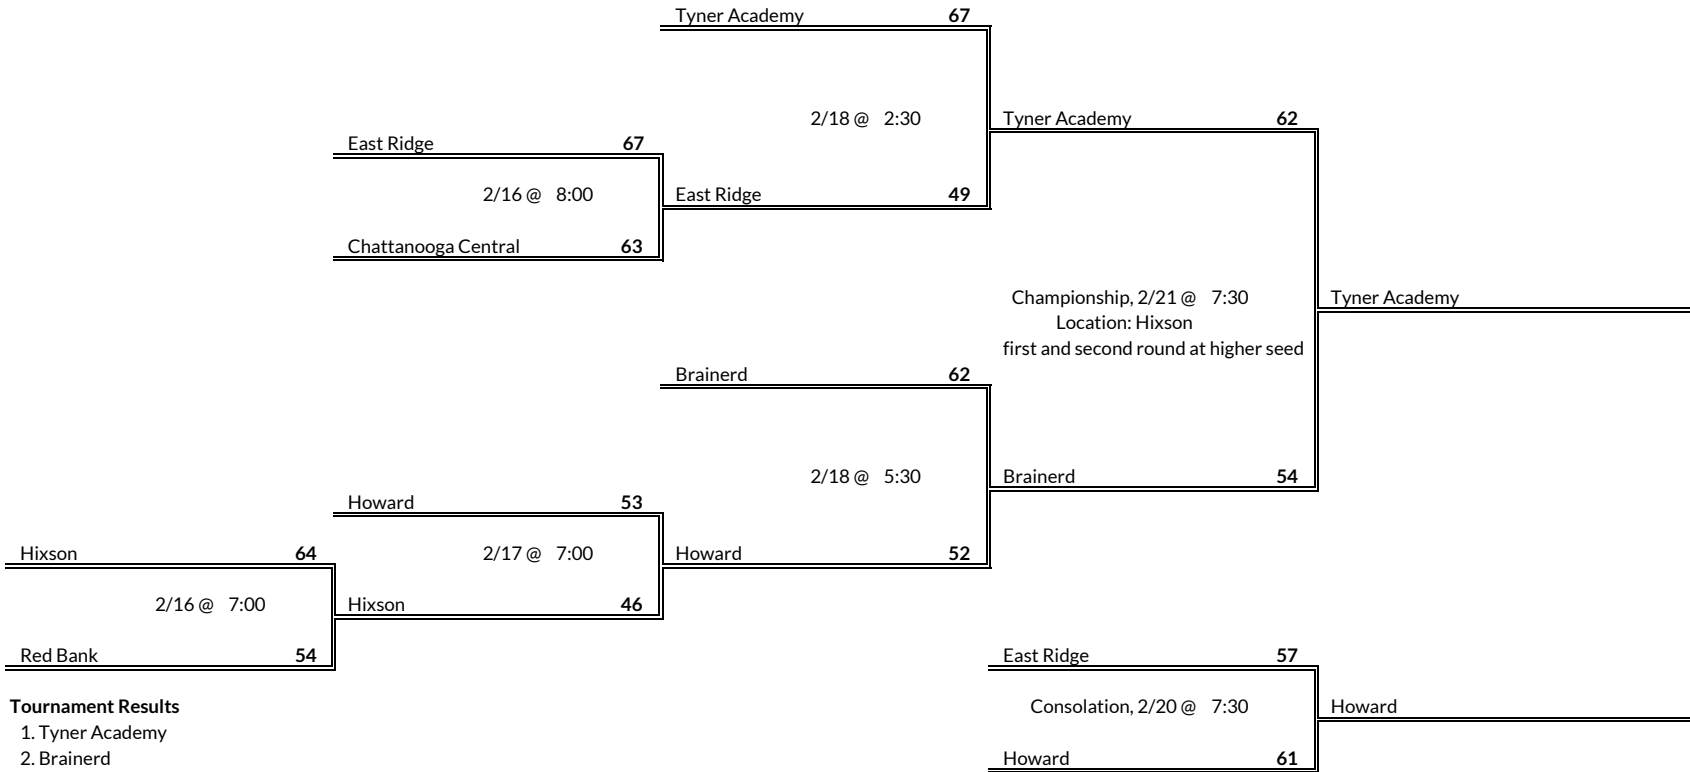 Tyner Academy 67
2/18 @ 2:30
Tyner Academy 62
East Ridge 67
2/16 @ 8:00
East Ridge 49
Chattanooga Central 63
Championship, 2/21 @ 7:30
Tyner Academy
Location: Hixson
first and second round at higher seed
Brainerd 62
2/18 @ 5:30
Brainerd 54
Howard 53
Hixson 64
2/17 @ 7:00
Howard 52
2/16 @ 7:00
Hixson 46
Red Bank 54
East Ridge 57
Tournament Results
Consolation, 2/20 @ 7:30
Howard
1. Tyner Academy
2. Brainerd
Howard 61